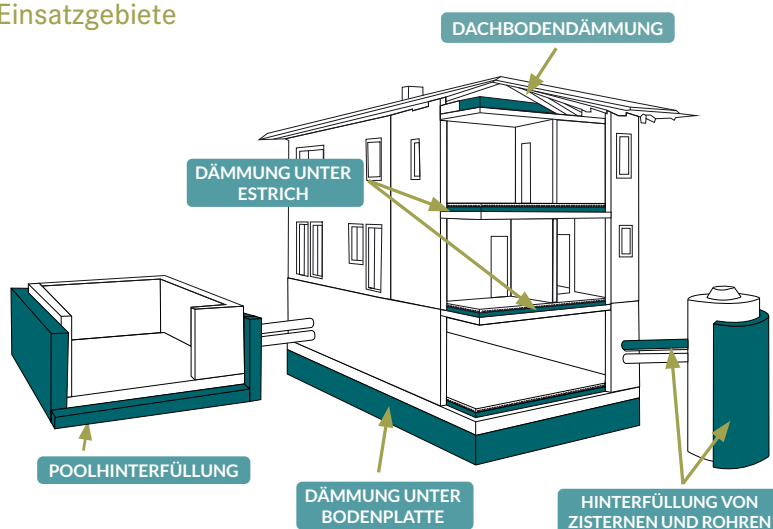 Einsatzgebiete
DACHBODENDÄMMUNG
DÄMMUNG UNTER
ESTRICH
POOLHINTERFÜLLUNG
DÄMMUNG UNTER
BODENPLATTE
HINTERFÜLLUNG VON
ZISTERNEN UND ROHREN